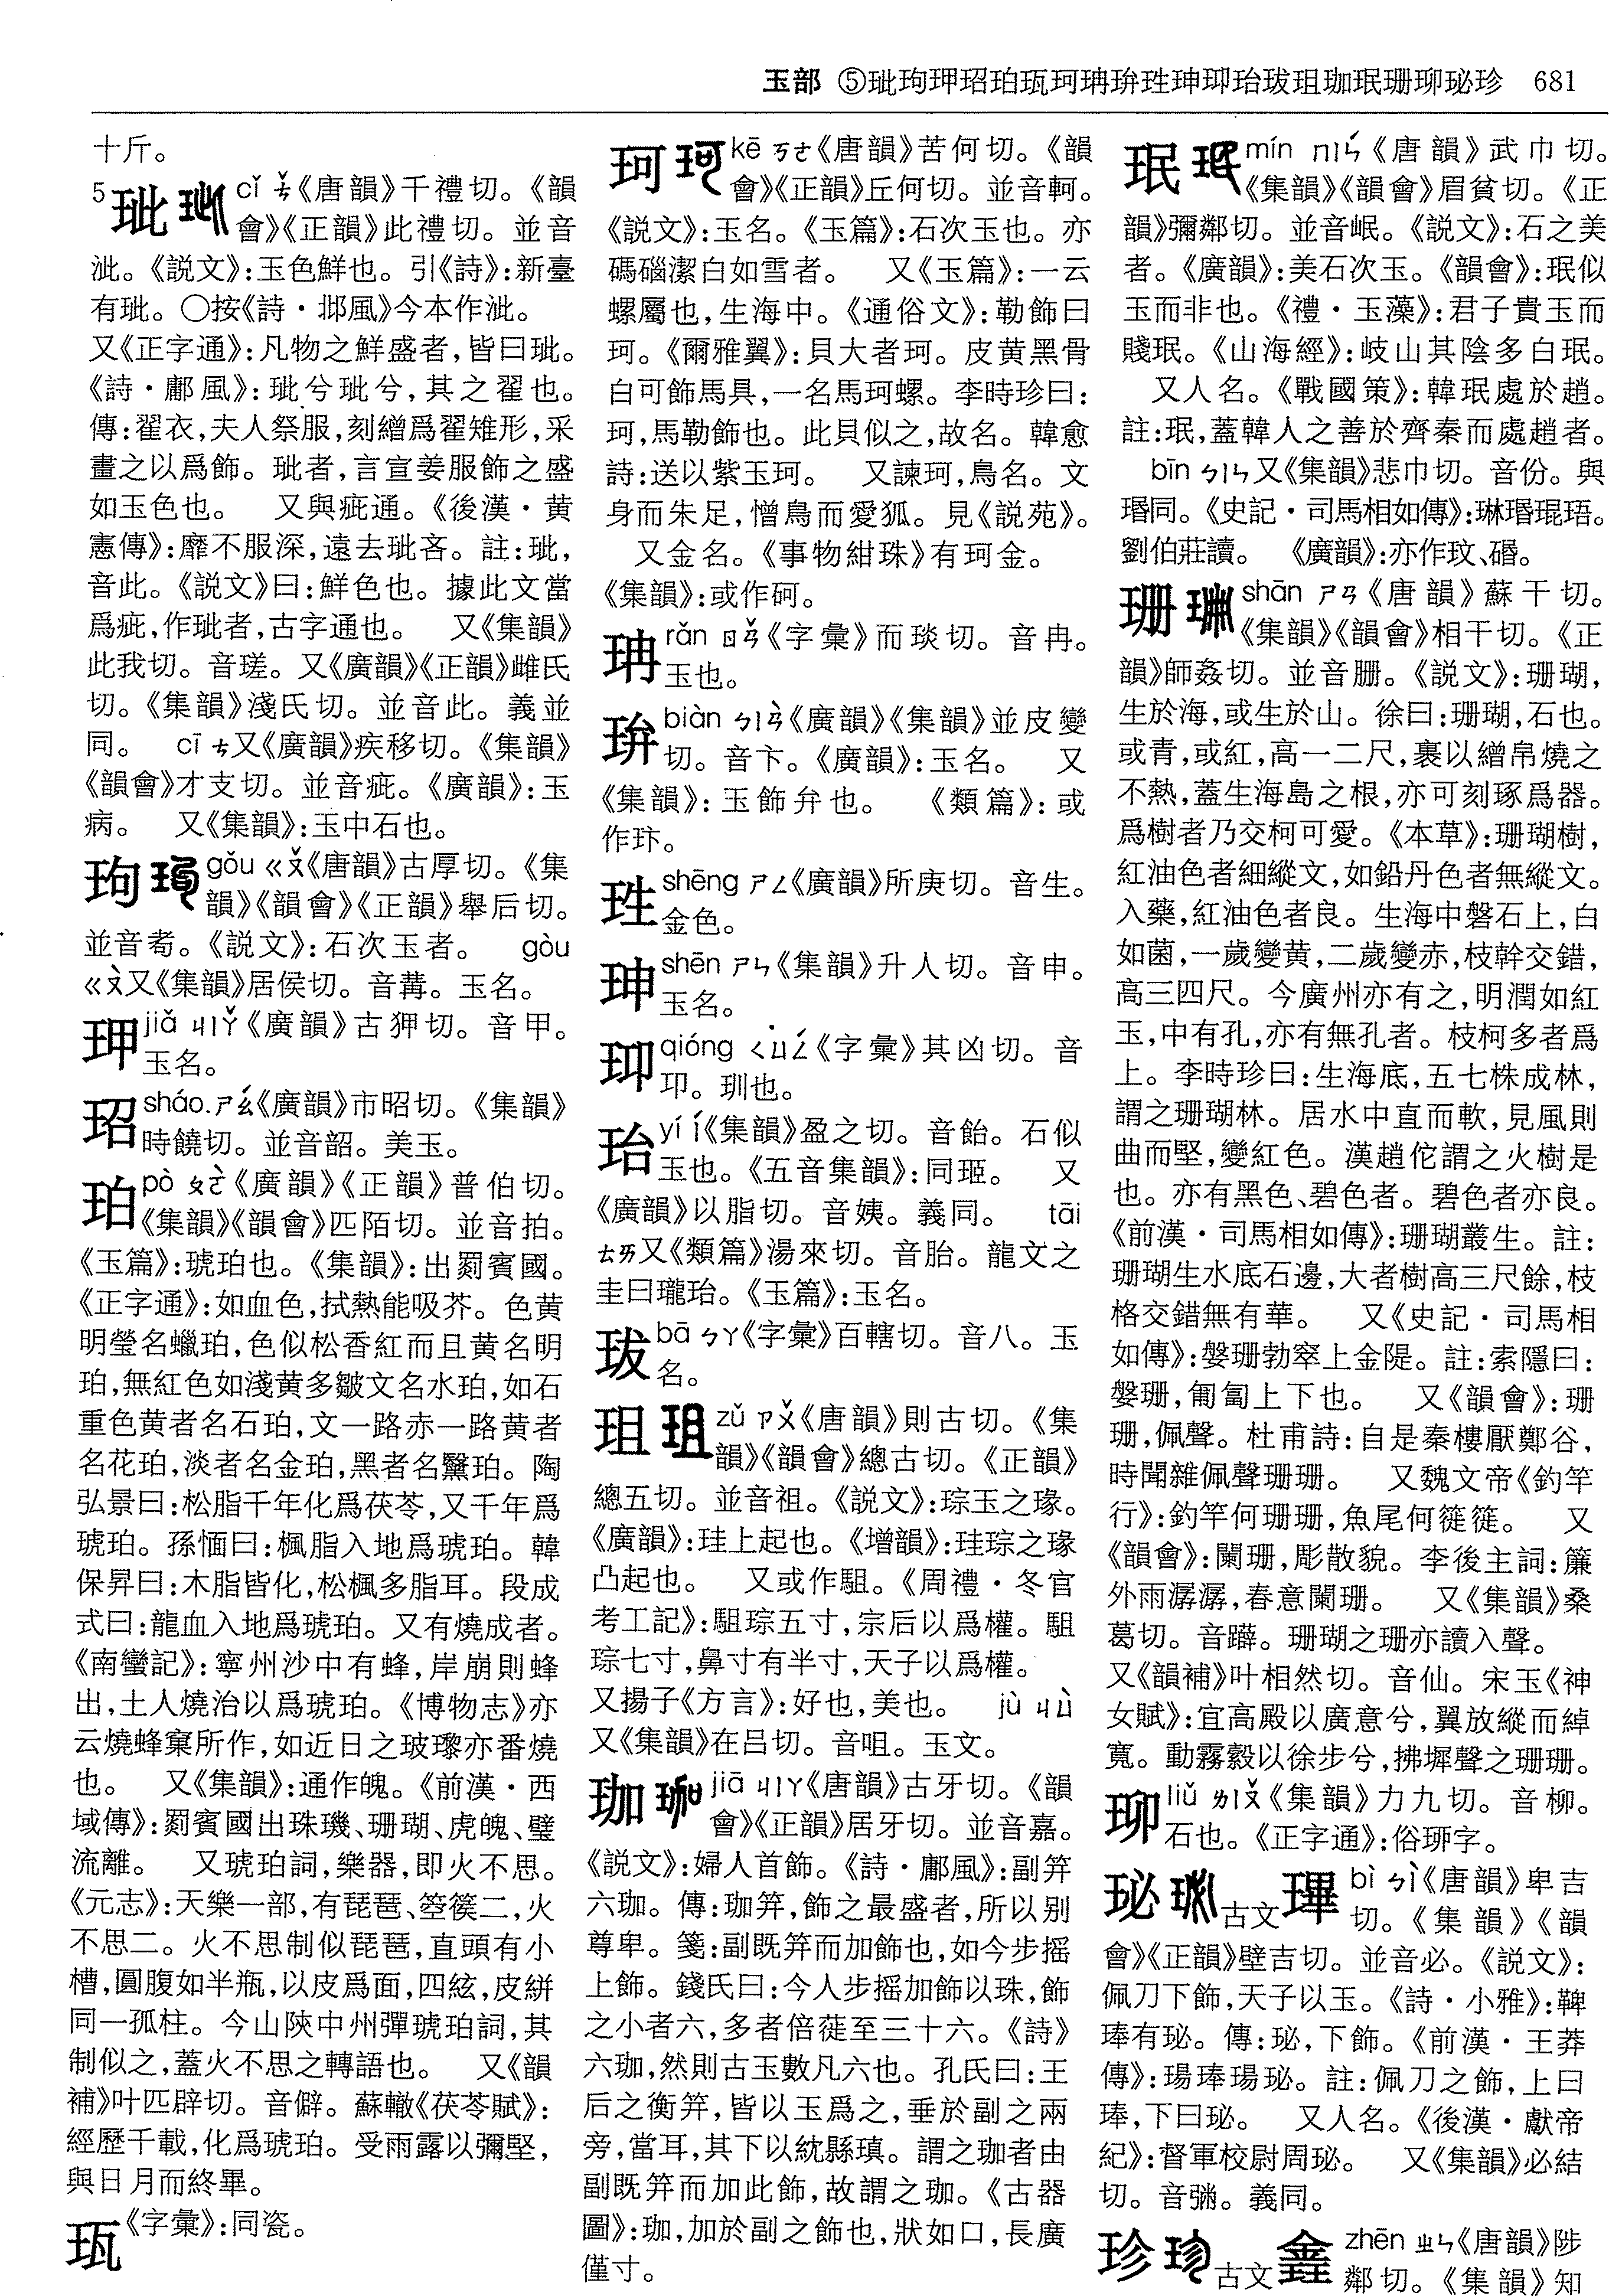 玉部 ⑤玼玽玾玿珀珁珂珃玣珄珅卭珆玻珇珈珉珊珋珌珍 681
十斤。
5 玼 cǐ ㄘˇ《唐韻》千禮切。《韻
會》《正韻》此禮切。並音
泚。《説文》:玉色鮮也。引《詩》:新臺
有玼。〇按《詩·邶風》今本作泚。
又《正字通》:凡物之鮮盛者,皆曰玼。
《詩·鄘風》:玼兮玼兮,其之翟也。
傳:翟衣,夫人祭服,刻繒爲翟雉形,采
畫之以爲飾。玼者,言宣姜服飾之盛
如玉色也。 又與疵通。《後漢·黄
憲傳》:靡不服深,遠去玼吝。註:玼,
音此。《説文》曰:鮮色也。據此文當
爲疵,作玼者,古字通也。 又《集韻》
此我切。音瑳。又《廣韻》《正韻》雌氏
切。《集韻》淺氏切。並音此。義並
同。 cī ㄘ又《廣韻》疾移切。《集韻》
《韻會》才支切。並音疵。《廣韻》:玉
病。 又《集韻》:玉中石也。
玽 gǒu ㄍㄡˇ《唐韻》古厚切。《集
韻》《韻會》《正韻》舉后切。
並音耇。《説文》:石次玉者。 gòu
ㄍㄡˋ又《集韻》居侯切。音冓。玉名。
玾 jiǎ ㄐㄧㄚˇ《廣韻》古狎切。音甲。
玉名。
玿 sháo ㄕㄠˊ《廣韻》市昭切。《集韻》
時饒切。並音韶。美玉。
珀 pò ㄆㄛˋ《廣韻》《正韻》普伯切。
《集韻》《韻會》匹陌切。並音拍。
《玉篇》:琥珀也。《集韻》:出罽賓國。
《正字通》:如血色,拭熱能吸芥。色黄
明瑩名蠟珀,色似松香紅而且黄名明
珀,無紅色如淺黄多皺文名水珀,如石
重色黄者名石珀,文一路赤一路黄者
名花珀,淡者名金珀,黑者名黳珀。陶
弘景曰:松脂千年化爲茯苓,又千年爲
琥珀。孫愐曰:楓脂入地爲琥珀。韓
保昇曰:木脂皆化,松楓多脂耳。段成
式曰:龍血入地爲琥珀。又有燒成者。
《南蠻記》:寧州沙中有蜂,岸崩則蜂
出,土人燒治以爲琥珀。《博物志》亦
云燒蜂窠所作,如近日之玻瓈亦番燒
也。 又《集韻》:通作魄。《前漢·西
域傳》:罽賓國出珠璣、珊瑚、虎魄、璧
流離。 又琥珀詞,樂器,即火不思。
《元志》:天樂一部,有琵琶、箜篌二,火
不思二。火不思制似琵琶,直頭有小
槽,圓腹如半瓶,以皮爲面,四絃,皮絣
同一孤柱。今山陝中州彈琥珀詞,其
制似之,蓋火不思之轉語也。 又《韻
補》叶匹辟切。音僻。蘇轍《茯苓賦》:
經歷千載,化爲琥珀。受雨露以彌堅,
與日月而終畢。
珁《字彙》:同瓷。
珂 kē ㄎㄜ《唐韻》苦何切。《韻
會》《正韻》丘何切。並音軻。
《説文》:玉名。《玉篇》:石次玉也。亦
碼碯潔白如雪者。 又《玉篇》:一云
螺屬也,生海中。《通俗文》:勒飾曰
珂。《爾雅翼》:貝大者珂。皮黄黑骨
白可飾馬具,一名馬珂螺。李時珍曰:
珂,馬勒飾也。此貝似之,故名。韓愈
詩:送以紫玉珂。 又諫珂,鳥名。文
身而朱足,憎鳥而愛狐。見《説苑》。
又金名。《事物紺珠》有珂金。
《集韻》:或作砢。
珃 rǎn ㄖㄢˇ《字彙》而琰切。音冉。
玉也。
biàn ㄅㄧㄢˋ《廣韻》《集韻》並皮變
切。音卞。《廣韻》:玉名。 又
《集韻》:玉飾弁也。 《類篇》:或
作玣。
珄 shēng ㄕㄥ《廣韻》所庚切。音生。
金色。
珅 shēn ㄕㄣ《集韻》升人切。音申。
玉名。
qióng ㄑㄩㄥˊ《字彙》其凶切。音
卭。玔也。
珆 yí ㄧˊ《集韻》盈之切。音飴。石似
玉也。《五音集韻》:同瓸。 又
《廣韻》以脂切。音姨。義同。 tāi
ㄊㄞ又《類篇》湯來切。音胎。龍文之
圭曰瓏珆。《玉篇》:玉名。
bā ㄅㄚ《字彙》百轄切。音八。玉
名。
珇 zǔ ㄗㄨˇ《唐韻》則古切。《集
韻》《韻會》總古切。《正韻》
總五切。並音祖。《説文》:琮玉之瑑。
《廣韻》:珪上起也。《增韻》:珪琮之瑑
凸起也。 又或作駔。《周禮·冬官
考工記》:駔琮五寸,宗后以爲權。駔
琮七寸,鼻寸有半寸,天子以爲權。
又揚子《方言》:好也,美也。 jù ㄐㄩˋ
又《集韻》在吕切。音咀。玉文。
珈 jiā ㄐㄧㄚ《唐韻》古牙切。《韻
會》《正韻》居牙切。並音嘉。
《説文》:婦人首飾。《詩·鄘風》:副笄
六珈。傳:珈笄,飾之最盛者,所以别
尊卑。箋:副既笄而加飾也,如今步摇
上飾。錢氏曰:今人步摇加飾以珠,飾
之小者六,多者倍蓰至三十六。《詩》
六珈,然則古玉數凡六也。孔氏曰:王
后之衡笄,皆以玉爲之,垂於副之兩
旁,當耳,其下以紞縣瑱。謂之珈者由
副既笄而加此飾,故謂之珈。《古器
圖》:珈,加於副之飾也,狀如口,長廣
僅寸。
珉 mín ㄇㄧㄣˊ《唐韻》武巾切。
《集韻》《韻會》眉貧切。《正
韻》彌鄰切。並音岷。《説文》:石之美
者。《廣韻》:美石次玉。《韻會》:珉似
玉而非也。《禮·玉藻》:君子貴玉而
賤珉。《山海經》:岐山其陰多白珉。
又人名。《戰國策》:韓珉處於趙。
註:珉,蓋韓人之善於齊秦而處趙者。
bīn ㄅㄧㄣ又《集韻》悲巾切。音份。與
瑉同。《史記·司馬相如傳》:琳瑉琨珸。
劉伯莊讀。 《廣韻》:亦作玟、碈。
珊 shān ㄕㄢ《唐韻》蘇干切。
《集韻》《韻會》相干切。《正
韻》師姦切。並音跚。《説文》:珊瑚,
生於海,或生於山。徐曰:珊瑚,石也。
或青,或紅,高一二尺,裹以繒帛燒之
不熱,蓋生海島之根,亦可刻琢爲器。
爲樹者乃交柯可愛。《本草》:珊瑚樹,
紅油色者細縱文,如鉛丹色者無縱文。
入藥,紅油色者良。生海中磐石上,白
如菌,一歲變黄,二歲變赤,枝幹交錯,
高三四尺。今廣州亦有之,明潤如紅
玉,中有孔,亦有無孔者。枝柯多者爲
上。李時珍曰:生海底,五七株成林,
謂之珊瑚林。居水中直而軟,見風則
曲而堅,變紅色。漢趙佗謂之火樹是
也。亦有黑色、碧色者。碧色者亦良。
《前漢·司馬相如傳》:珊瑚叢生。註:
珊瑚生水底石邊,大者樹高三尺餘,枝
格交錯無有華。 又《史記·司馬相
如傳》:媻珊勃窣上金隄。註:索隱曰:
媻珊,匍匐上下也。 又《韻會》:珊
珊,佩聲。杜甫詩:自是秦樓厭鄭谷,
時聞雜佩聲珊珊。 又魏文帝《釣竿
行》:釣竿何珊珊,魚尾何簁簁。 又
《韻會》:闌珊,彫散貌。李後主詞:簾
外雨潺潺,春意闌珊。 又《集韻》桑
葛切。音躠。珊瑚之珊亦讀入聲。
又《韻補》叶相然切。音仙。宋玉《神
女賦》:宜高殿以廣意兮,翼放縱而綽
寬。動霧縠以徐步兮,拂墀聲之珊珊。
珋 liǔ ㄌㄧㄡˇ《集韻》力九切。音柳。
石也。《正字通》:俗珋字。
珌 古文㻫 bì ㄅㄧˋ《唐韻》卑吉
切。《集韻》《韻
會》《正韻》壁吉切。並音必。《説文》:
佩刀下飾,天子以玉。《詩·小雅》:鞞
琫有珌。傳:珌,下飾。《前漢·王莽
傳》:瑒琫瑒珌。註:佩刀之飾,上曰
琫,下曰珌。 又人名。《後漢·獻帝
紀》:督軍校尉周珌。 又《集韻》必結
切。音彆。義同。
珍 古文鉩 zhēn ㄓㄣ《唐韻》陟
鄰切。《集韻》知